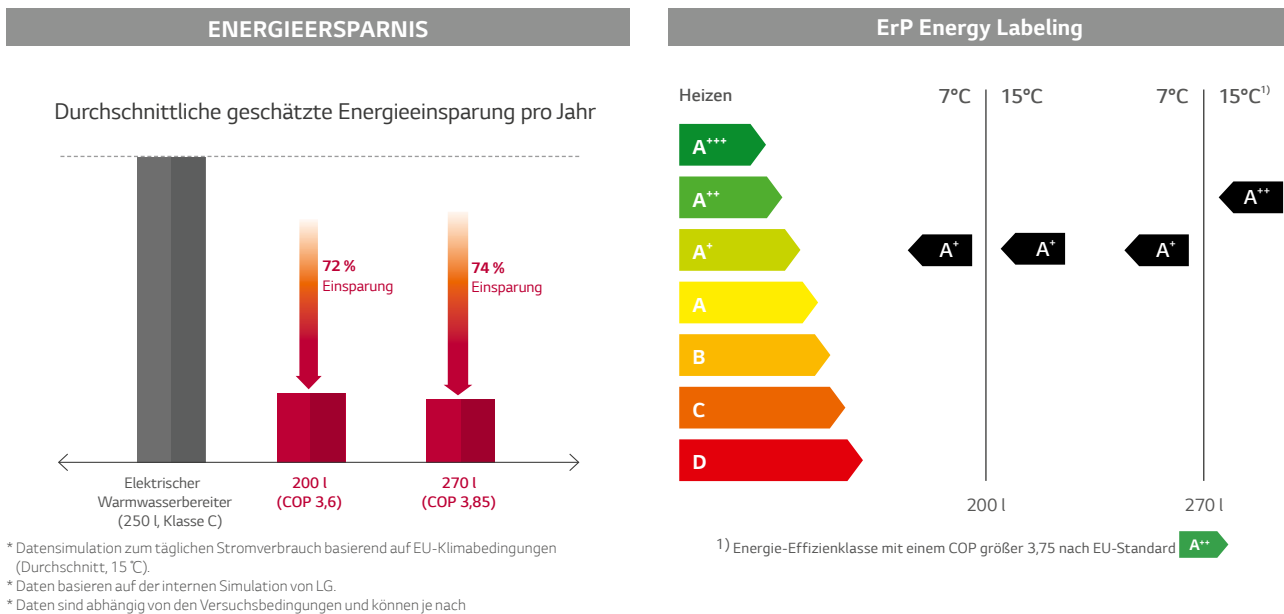 ENERGIEERSPARNIS
Durchschnittliche geschätzte Energieeinsparung pro Jahr
72 %
Einsparung
74 %
Einsparung
Elektrischer
Warmwasserbereiter
(250 l, Klasse C)
200 l
(COP 3,6)
270 l
(COP 3,85)
* Datensimulation zum täglichen Stromverbrauch basierend auf EU-Klimabedingungen
(Durchschnitt, 15 ℃).
* Daten basieren auf der internen Simulation von LG.
* Daten sind abhängig von den Versuchsbedingungen und können je nach
ErP Energy Labeling
Heizen
7°C
15°C
7°C
15°C¹⁾
A⁺⁺⁺
A⁺⁺
A⁺⁺
A⁺
A⁺
A⁺
A⁺
A
B
C
D
200 l
270 l
1) Energie-Effizienklasse mit einem COP größer 3,75 nach EU-Standard A⁺⁺